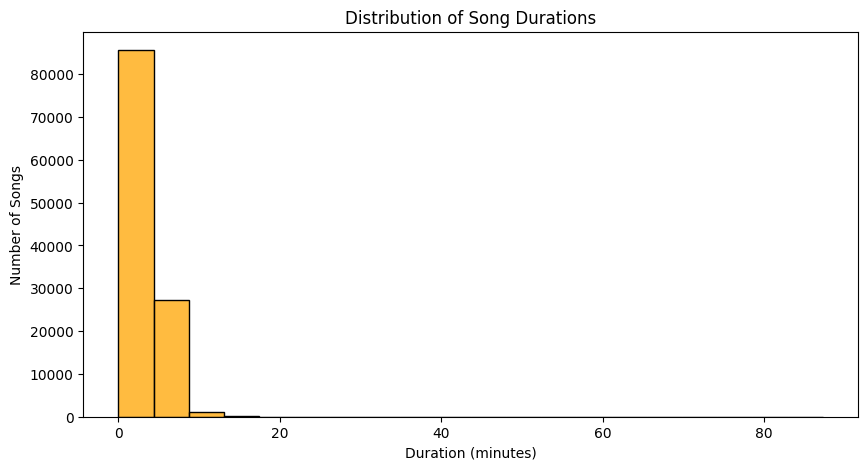 Distribution of Song Durations
Number of Songs
80000
70000
60000
50000
40000
30000
20000
10000
0
0 20 40 60 80
Duration (minutes)